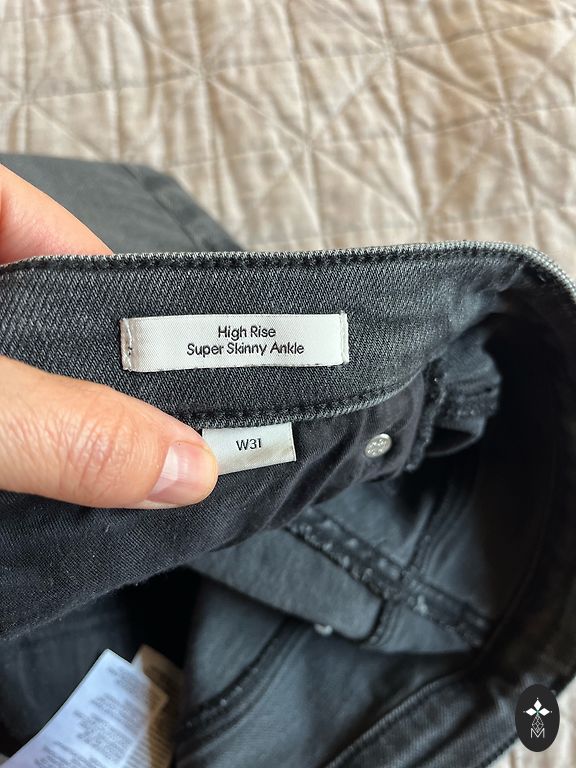 High Rise
Super Skinny Ankle
W31
M